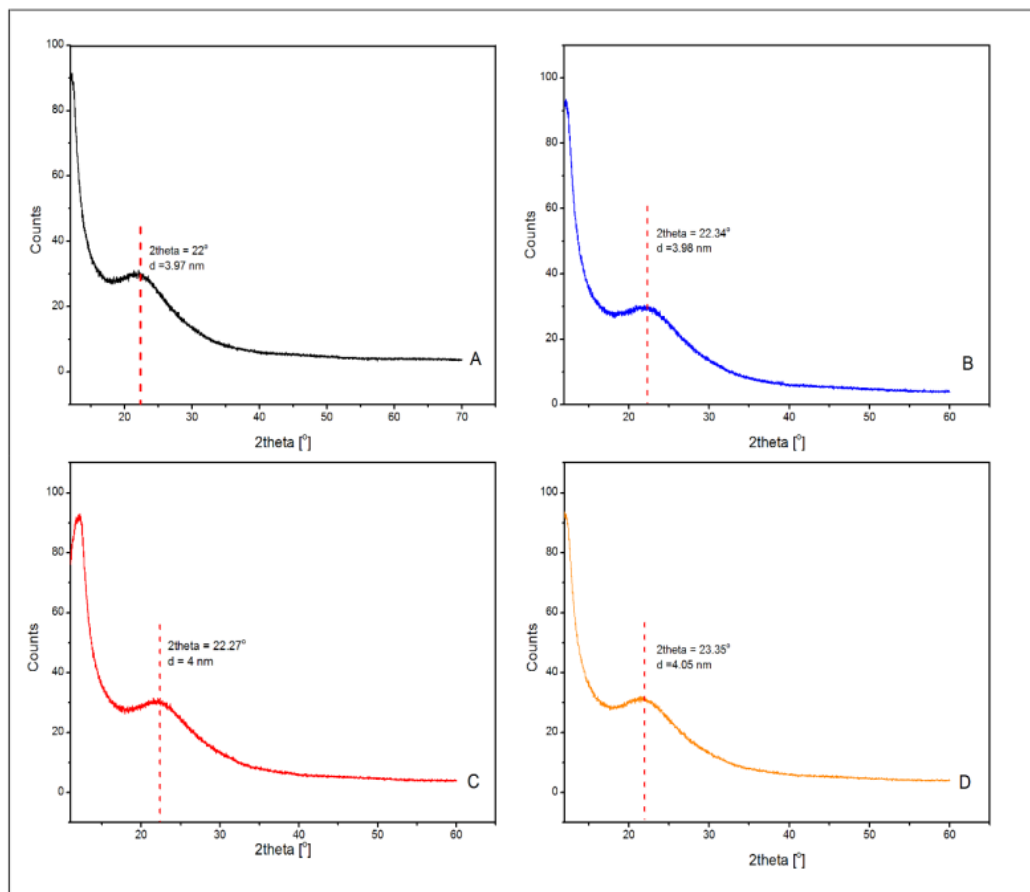 100
80
60
40
20
0
Counts
2theta = 22°
d =3.97 nm
A
20 30 40 50 60 70
2theta [°]
100
80
60
40
20
0
Counts
2theta = 22.34°
d =3.98 nm
B
20 30 40 50 60
2theta [°]
100
80
60
40
20
0
Counts
2theta = 22.27°
d = 4 nm
C
20 30 40 50 60
2theta [°]
100
80
60
40
20
0
Counts
2theta = 23.35°
d =4.05 nm
D
20 30 40 50 60
2theta [°]